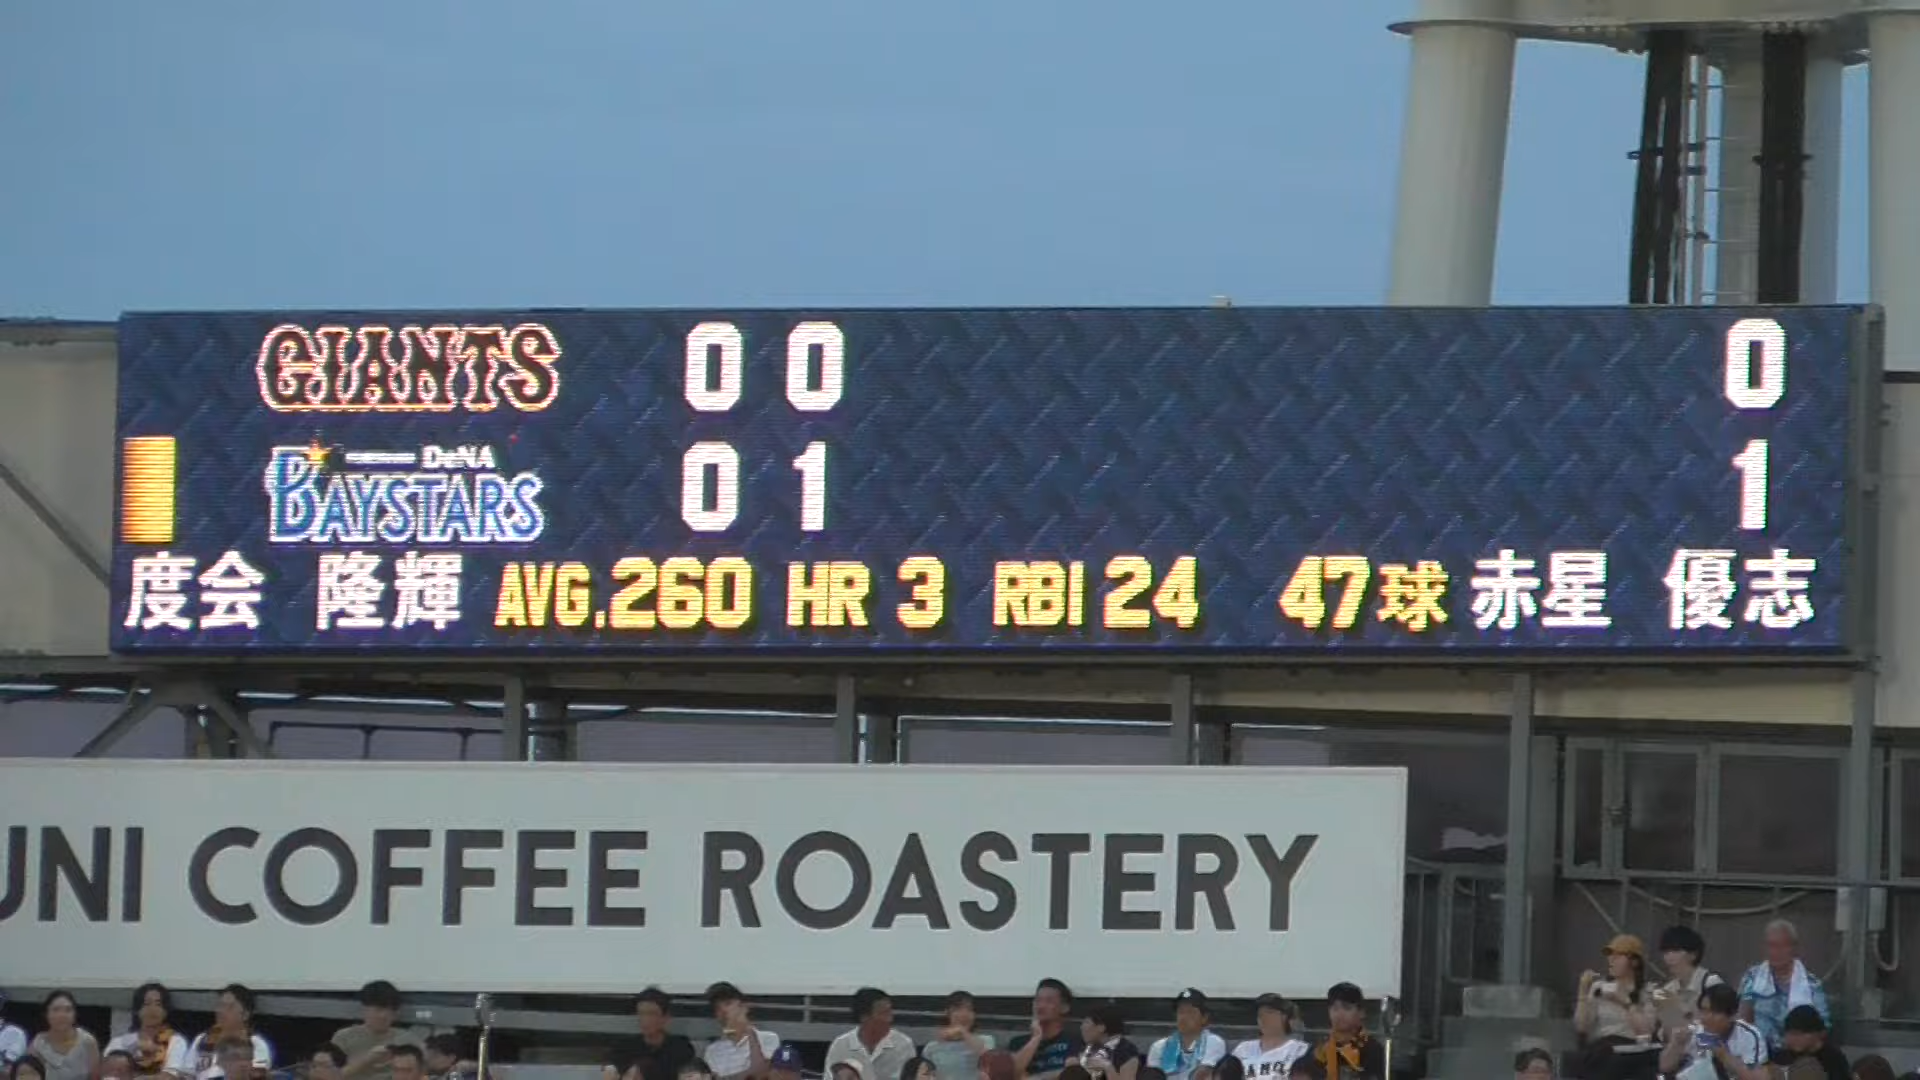 GIANTS 0 0 0
DeNA
BAYSTARS 0 1 1
度会 隆輝 AVG.260 HR 3 RBI 24 47球 赤星 優志
UNI COFFEE ROASTERY